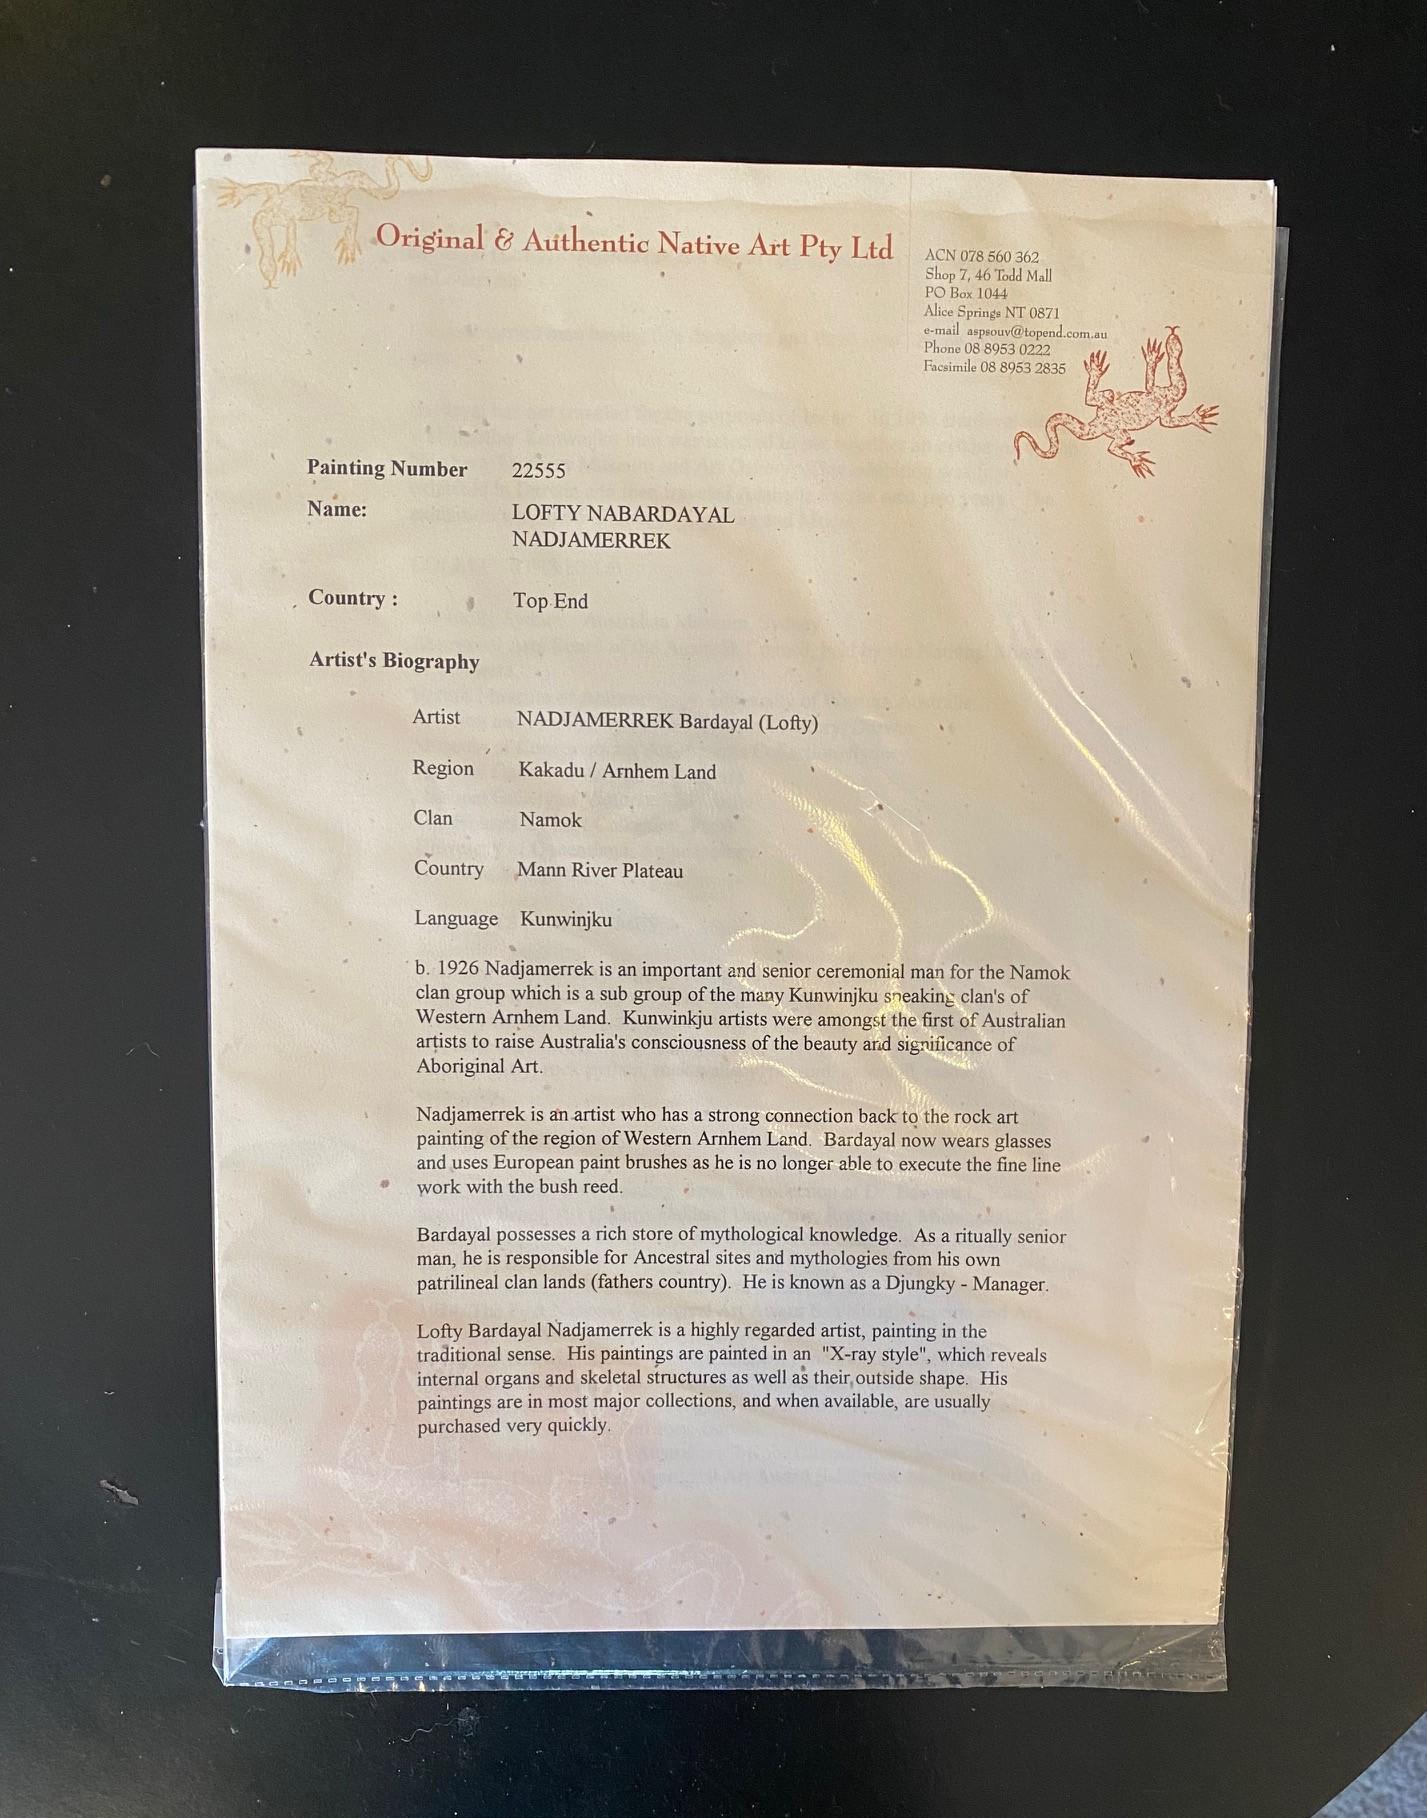 Original & Authentic Native Art Pty Ltd
ACN 078 560 362
Shop 7, 46 Todd Mall
PO Box 1044
Alice Springs NT 0871
e-mail aspsouv@topend.com.au
Phone 08 8953 0222
Facsimile 08 8953 2835
Painting Number 22555
Name: LOFTY NABARDAYAL
NADJAMERREK
Country : Top End
Artist's Biography
Artist NADJAMERREK Bardayal (Lofty)
Region Kakadu / Arnhem Land
Clan Namok
Country Mann River Plateau
Language Kunwinjku
b. 1926 Nadjamerrek is an important and senior ceremonial man for the Namok
clan group which is a sub group of the many Kunwinjku speaking clan's of
Western Arnhem Land. Kunwinkju artists were amongst the first of Australian
artists to raise Australia's consciousness of the beauty and significance of
Aboriginal Art.
Nadjamerrek is an artist who has a strong connection back to the rock art
painting of the region of Western Arnhem Land. Bardayal now wears glasses
and uses European paint brushes as he is no longer able to execute the fine line
work with the bush reed.
Bardayal possesses a rich store of mythological knowledge. As a ritually senior
man, he is responsible for Ancestral sites and mythologies from his own
patrilineal clan lands (fathers country). He is known as a Djungky - Manager.
Lofty Bardayal Nadjamerrek is a highly regarded artist, painting in the
traditional sense. His paintings are painted in an "X-ray style", which reveals
internal organs and skeletal structures as well as their outside shape. His
paintings are in most major collections, and when available, are usually
purchased very quickly.